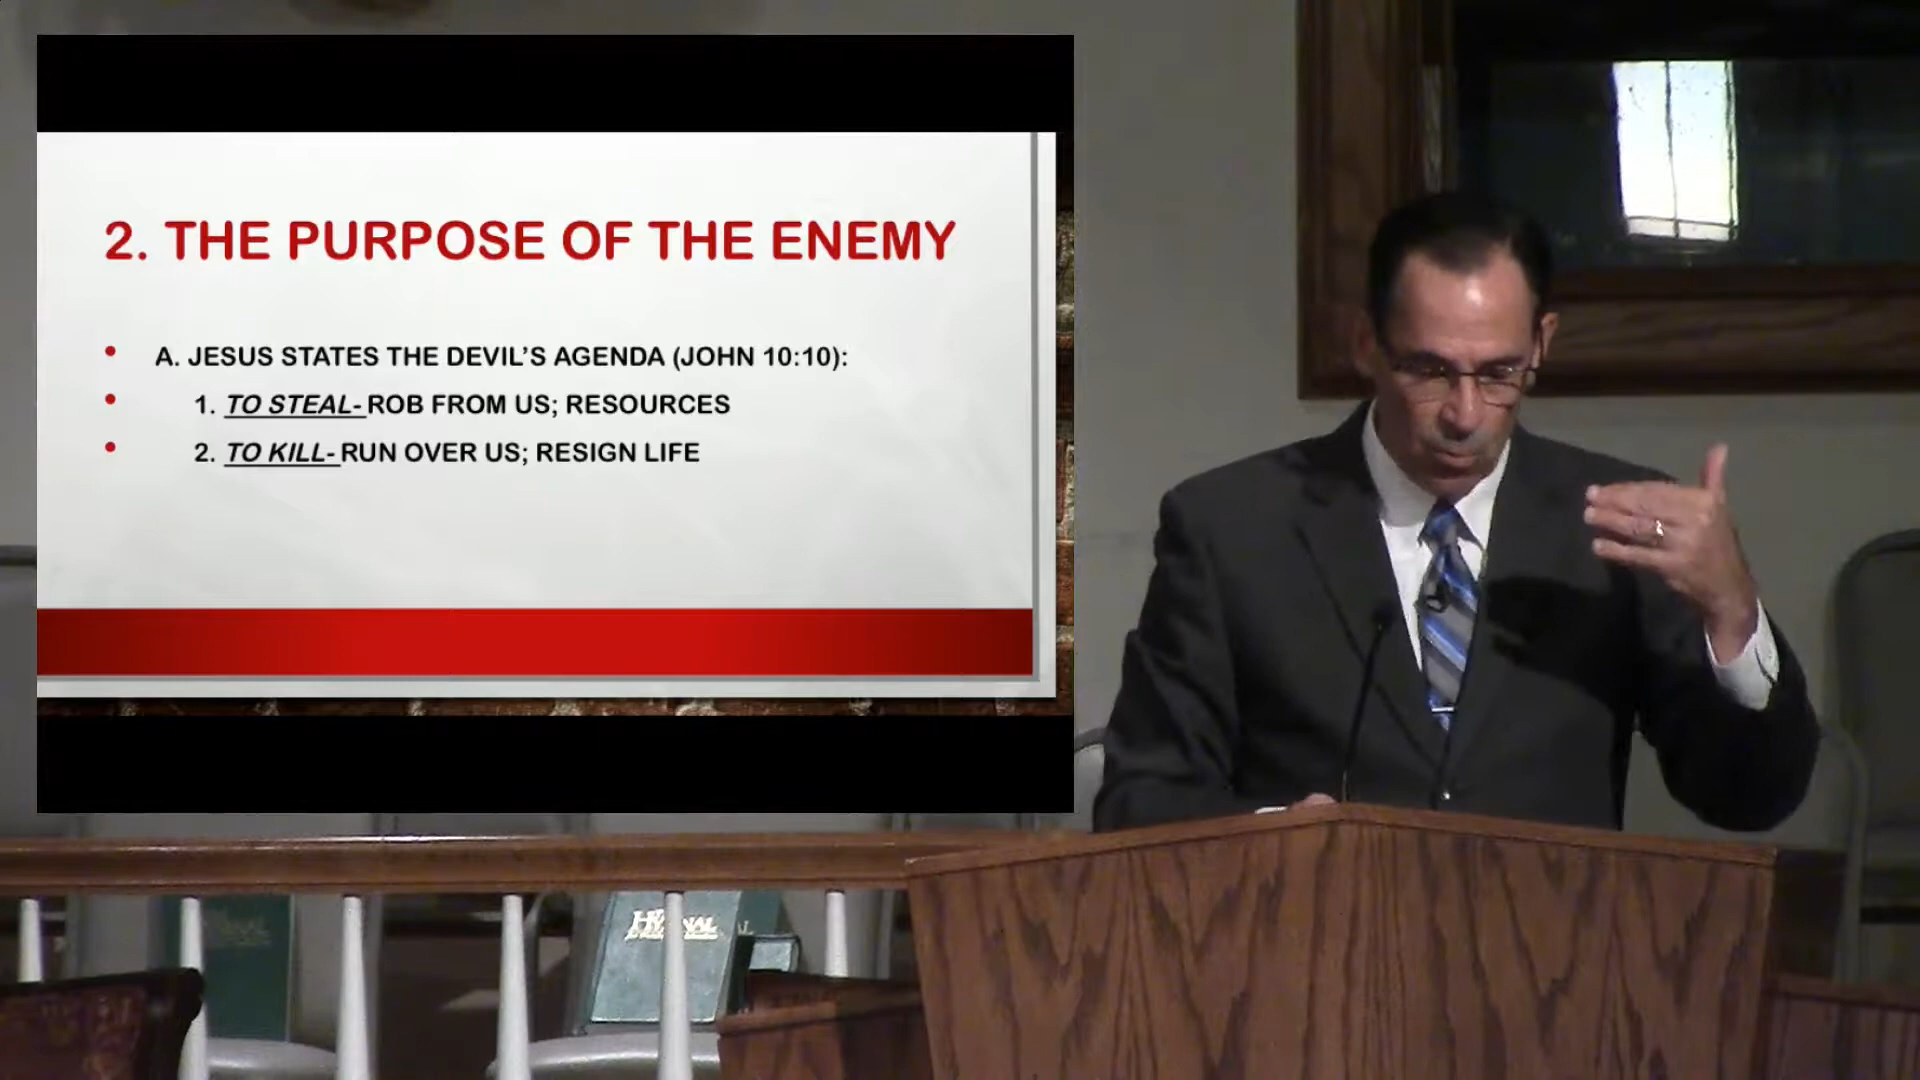 2. THE PURPOSE OF THE ENEMY
• A. JESUS STATES THE DEVIL'S AGENDA (JOHN 10:10):
• 1. TO STEAL- ROB FROM US; RESOURCES
• 2. TO KILL- RUN OVER US; RESIGN LIFE